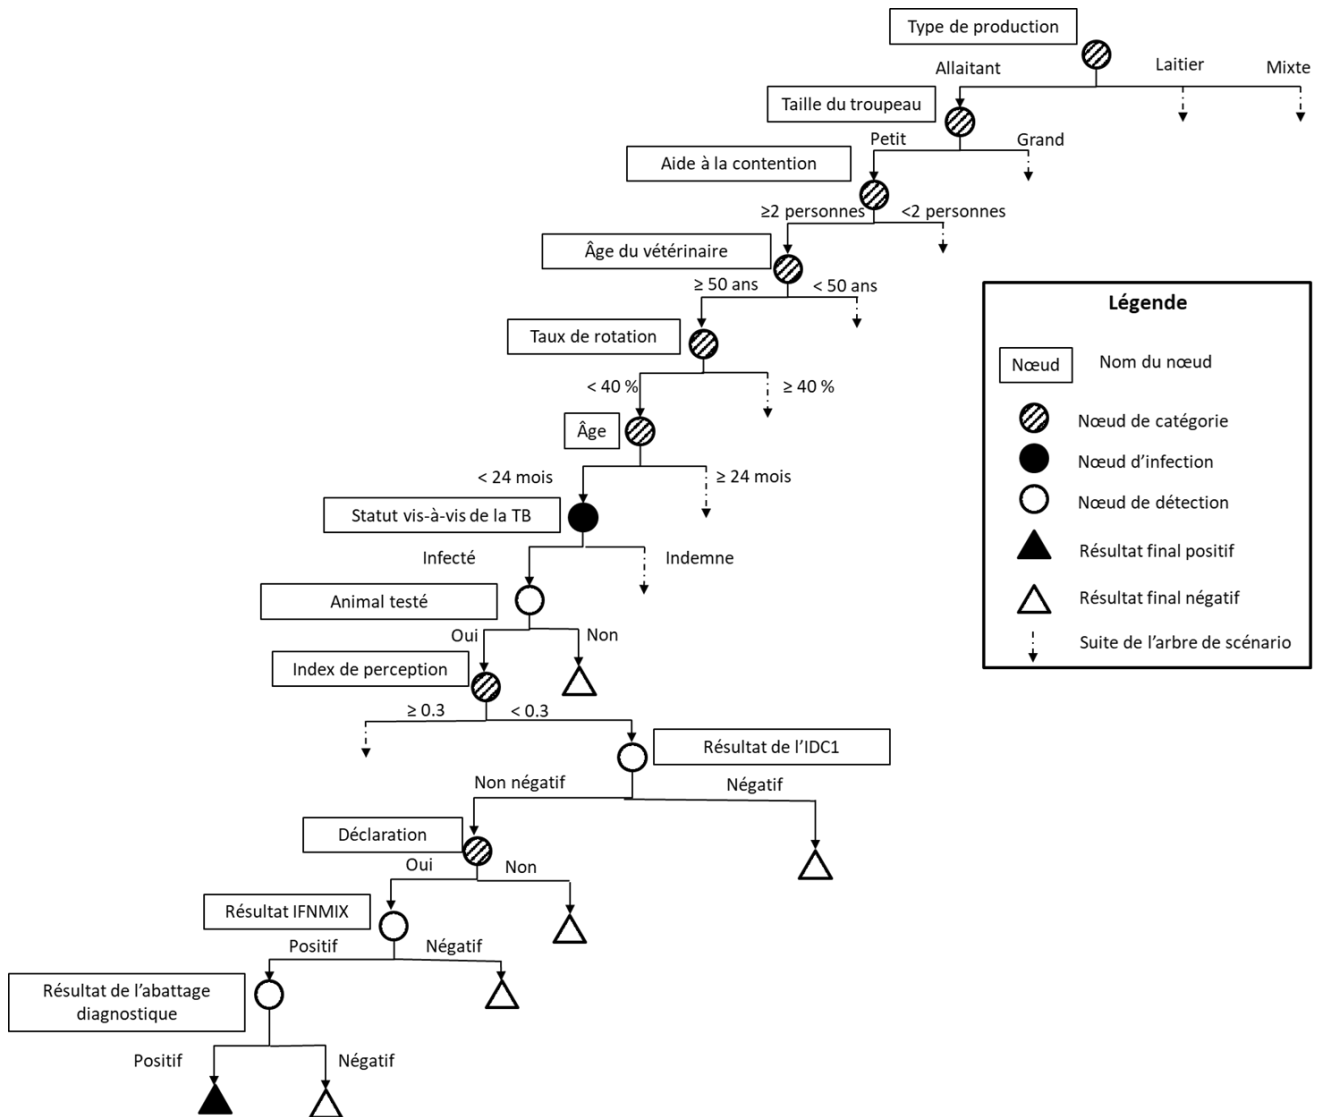 Type de production
Allaitant
Laitier
Mixte
Taille du troupeau
Petit
Grand
Aide à la contention
≥2 personnes
<2 personnes
Âge du vétérinaire
≥ 50 ans
< 50 ans
Taux de rotation
< 40 %
≥ 40 %
Âge
< 24 mois
≥ 24 mois
Statut vis-à-vis de la TB
Infecté
Indemne
Animal testé
Oui
Non
Index de perception
≥ 0.3
< 0.3
Résultat de l’IDC1
Non négatif
Négatif
Déclaration
Oui
Non
Résultat IFNMIX
Positif
Négatif
Résultat de l’abattage
diagnostique
Positif
Négatif
Légende
Nœud
Nom du nœud
Nœud de catégorie
Nœud d’infection
Nœud de détection
Résultat final positif
Résultat final négatif
Suite de l’arbre de scénario